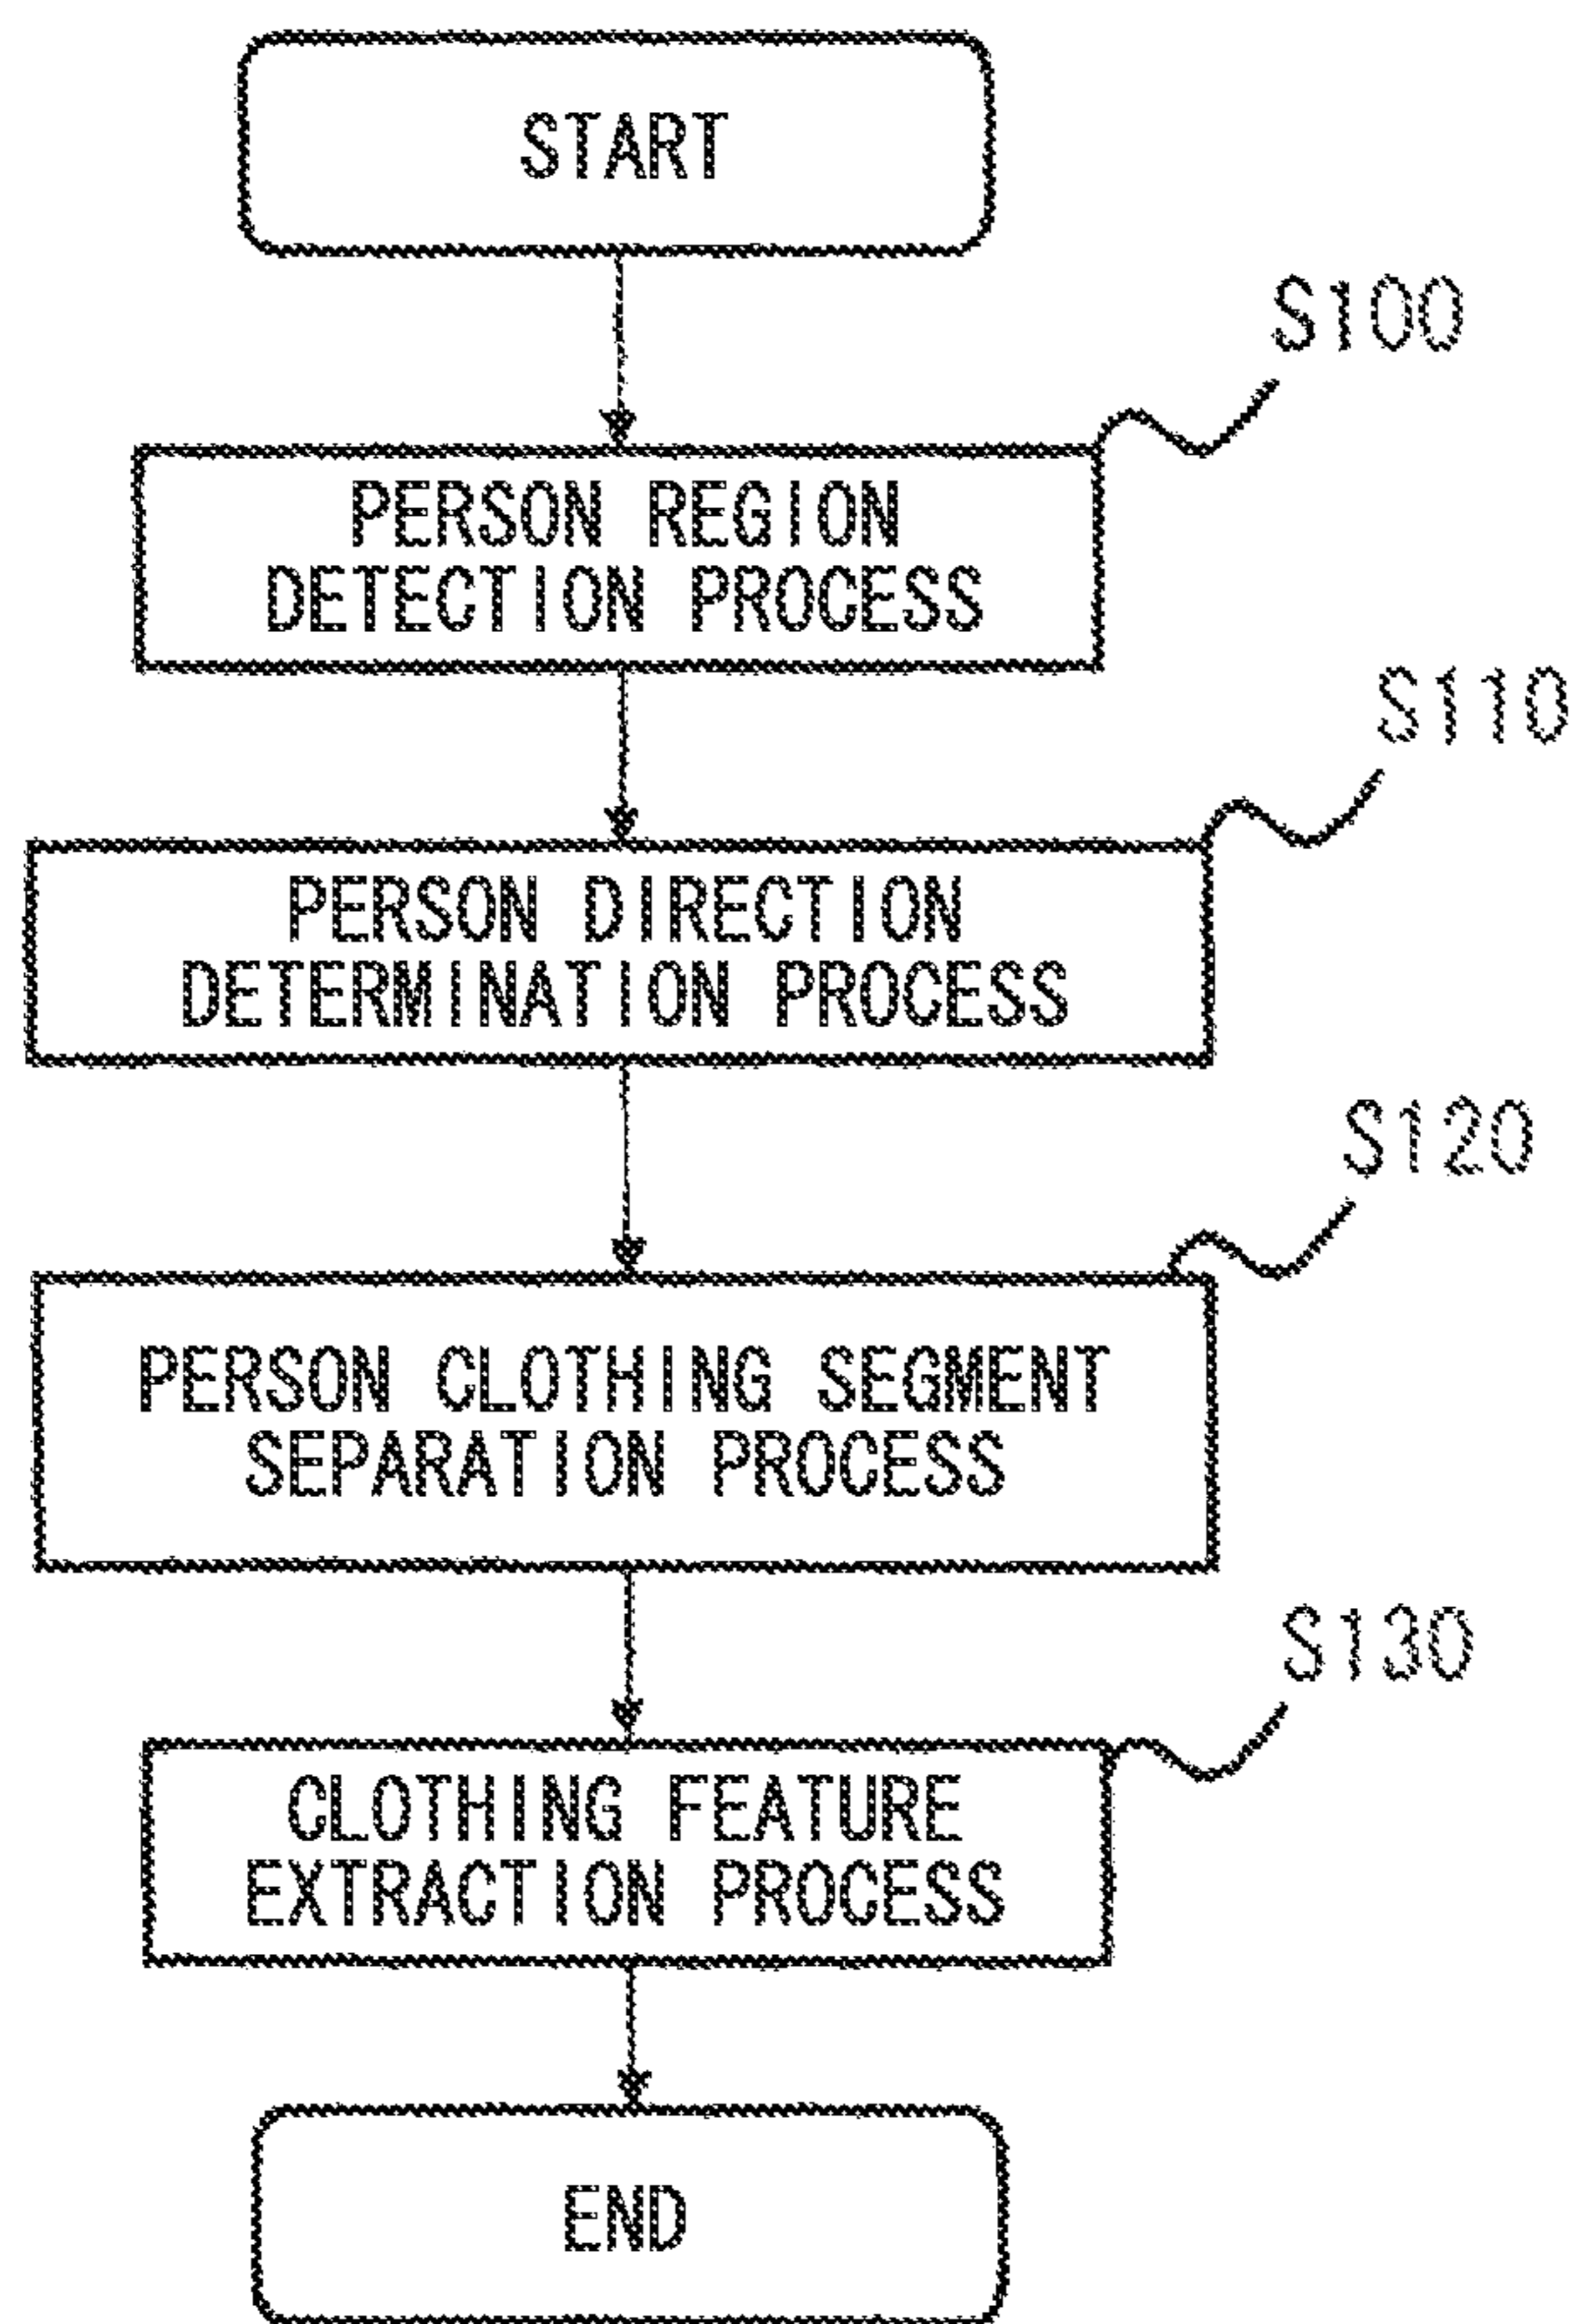 START
S100
PERSON REGION
DETECTION PROCESS
S110
PERSON DIRECTION
DETERMINATION PROCESS
S120
PERSON CLOTHING SEGMENT
SEPARATION PROCESS
S130
CLOTHING FEATURE
EXTRACTION PROCESS
END